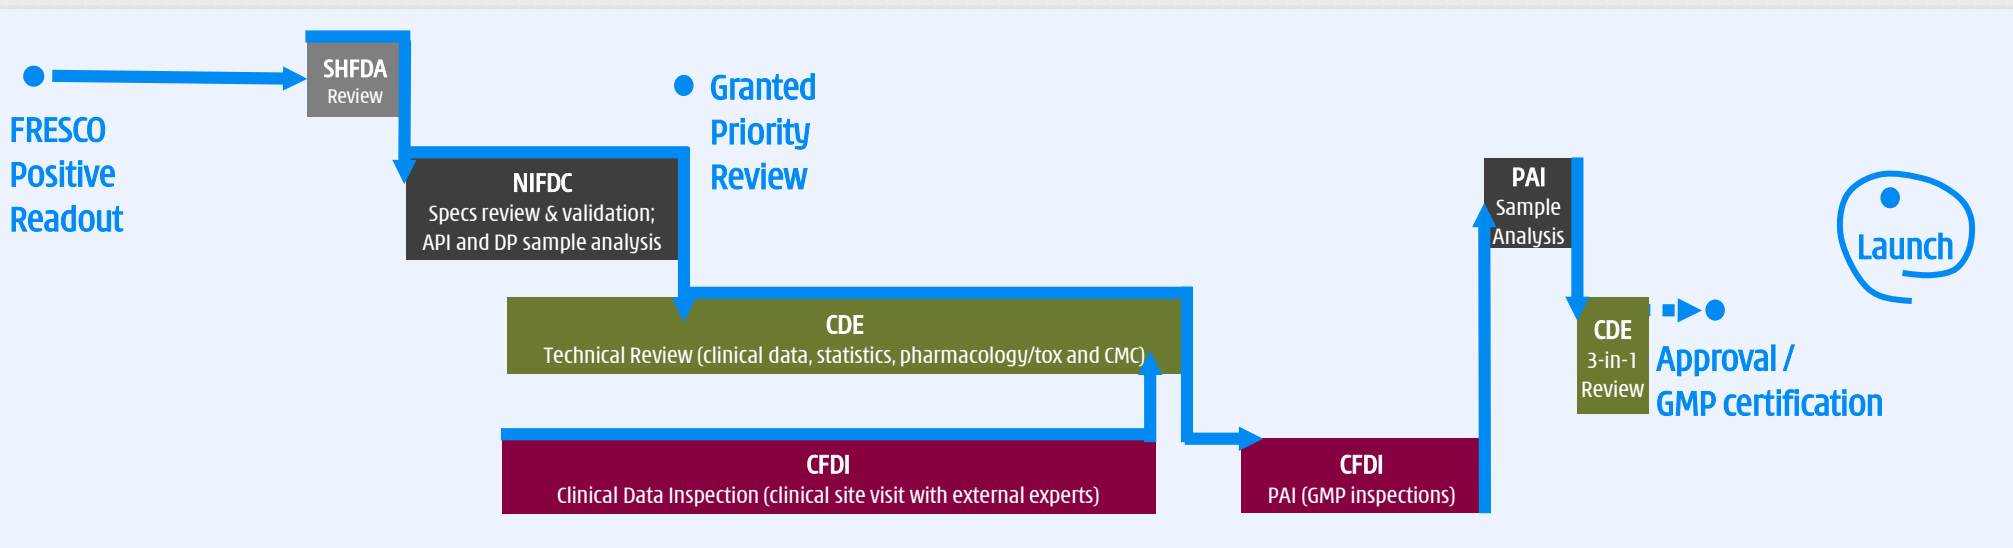 SHFDA
Review
FRESCO
Positive
Readout
Granted
Priority
Review
NIFDC
Specs review & validation;
API and DP sample analysis
CDE
Technical Review (clinical data, statistics, pharmacology/tox and CMC)
CFDI
Clinical Data Inspection (clinical site visit with external experts)
CFDI
PAI (GMP inspections)
PAI
Sample
Analysis
CDE
3-in-1
Review
Approval /
GMP certification
Launch